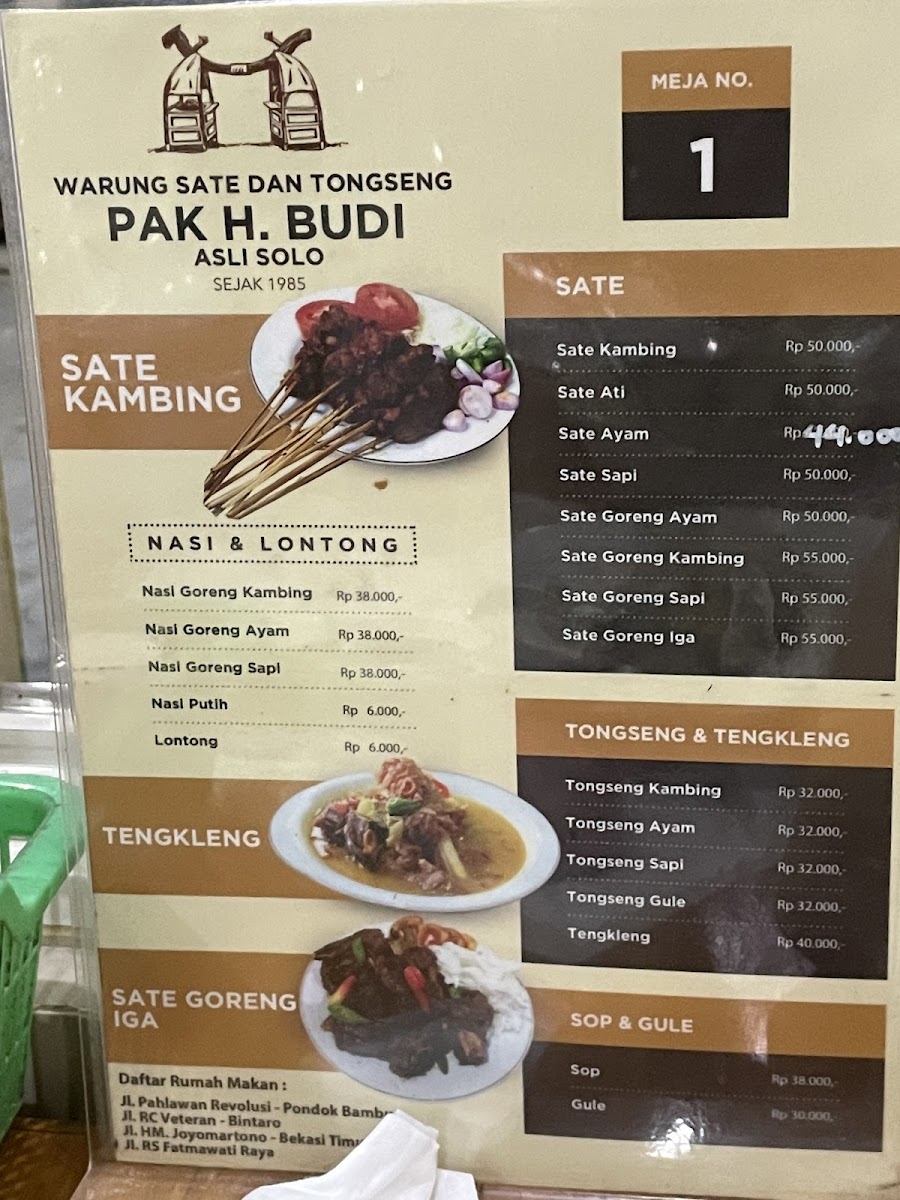 WARUNG SATE DAN TONGSENG
PAK H. BUDI
ASLI SOLO
SEJAK 1985
MEJA NO.
1
SATE KAMBING
NASI & LONTONG
Nasi Goreng Kambing Rp 38.000,-
Nasi Goreng Ayam Rp 38.000,-
Nasi Goreng Sapi Rp 38.000,-
Nasi Putih Rp 6.000,-
Lontong Rp 6.000,-
TENGKLENG
SATE GORENG
IGA
Daftar Rumah Makan :
Jl. Pahlawan Revolusi - Pondok
Jl. RC Veteran - Bintaro
Jl. HM. Joyomartono - Bekasi
Jl. RS Fatmawati Raya
SATE
Sate Kambing Rp 50.000,-
Sate Ati Rp 50.000,-
Sate Ayam Rp 44.000
Sate Sapi Rp 50.000,-
Sate Goreng Ayam Rp 50.000,-
Sate Goreng Kambing Rp 55.000,-
Sate Goreng Sapi Rp 55.000,-
Sate Goreng Iga Rp 55.000,-
TONGSENG & TENGKLENG
Tongseng Kambing Rp 32.000,-
Tongseng Ayam Rp 32.000,-
Tongseng Sapi Rp 32.000,-
Tongseng Gule Rp 32.000,-
Tengkleng Rp 40.000,-
SOP & GULE
Sop Rp 38.000,-
Gule Rp 30.000,